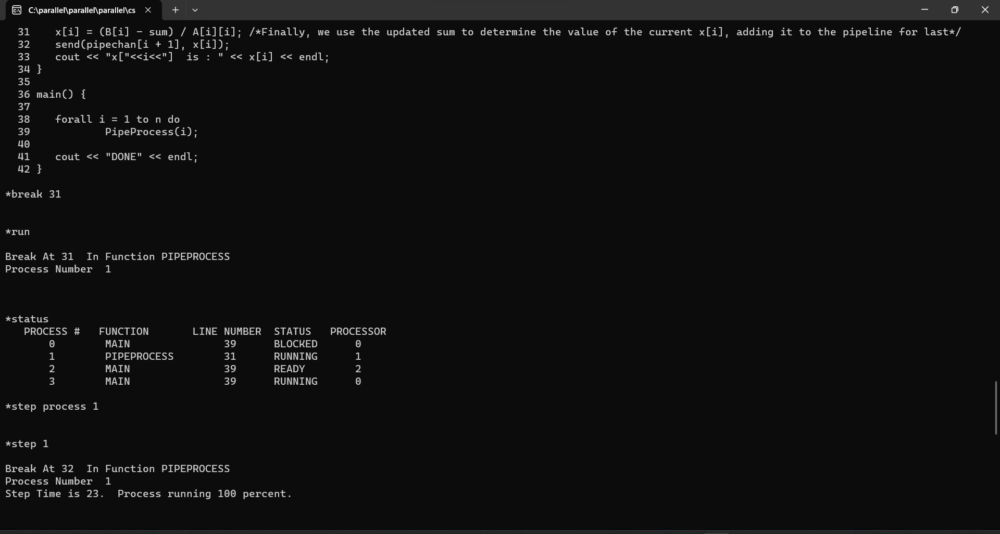 C:\parallel\parallel\parallel\cs
31    x[i] = (B[i] - sum) / A[i][i]; /*Finally, we use the updated sum to determine the value of the current x[i], adding it to the pipeline for last*/
32    send(pipechan[i + 1], x[i]);
33    cout << "x["<<i<<"]  is : " << x[i] << endl;
34 }
35
36 main() {
37
38    forall i = 1 to n do
39            PipeProcess(i);
40
41    cout << "DONE" << endl;
42 }
*break 31
*run
Break At 31  In Function PIPEPROCESS
Process Number  1
*status
PROCESS #   FUNCTION       LINE NUMBER  STATUS   PROCESSOR
0        MAIN               39      BLOCKED      0
1        PIPEPROCESS        31      RUNNING      1
2        MAIN               39      READY        2
3        MAIN               39      RUNNING      0
*step process 1
*step 1
Break At 32  In Function PIPEPROCESS
Process Number  1
Step Time is 23.  Process running 100 percent.